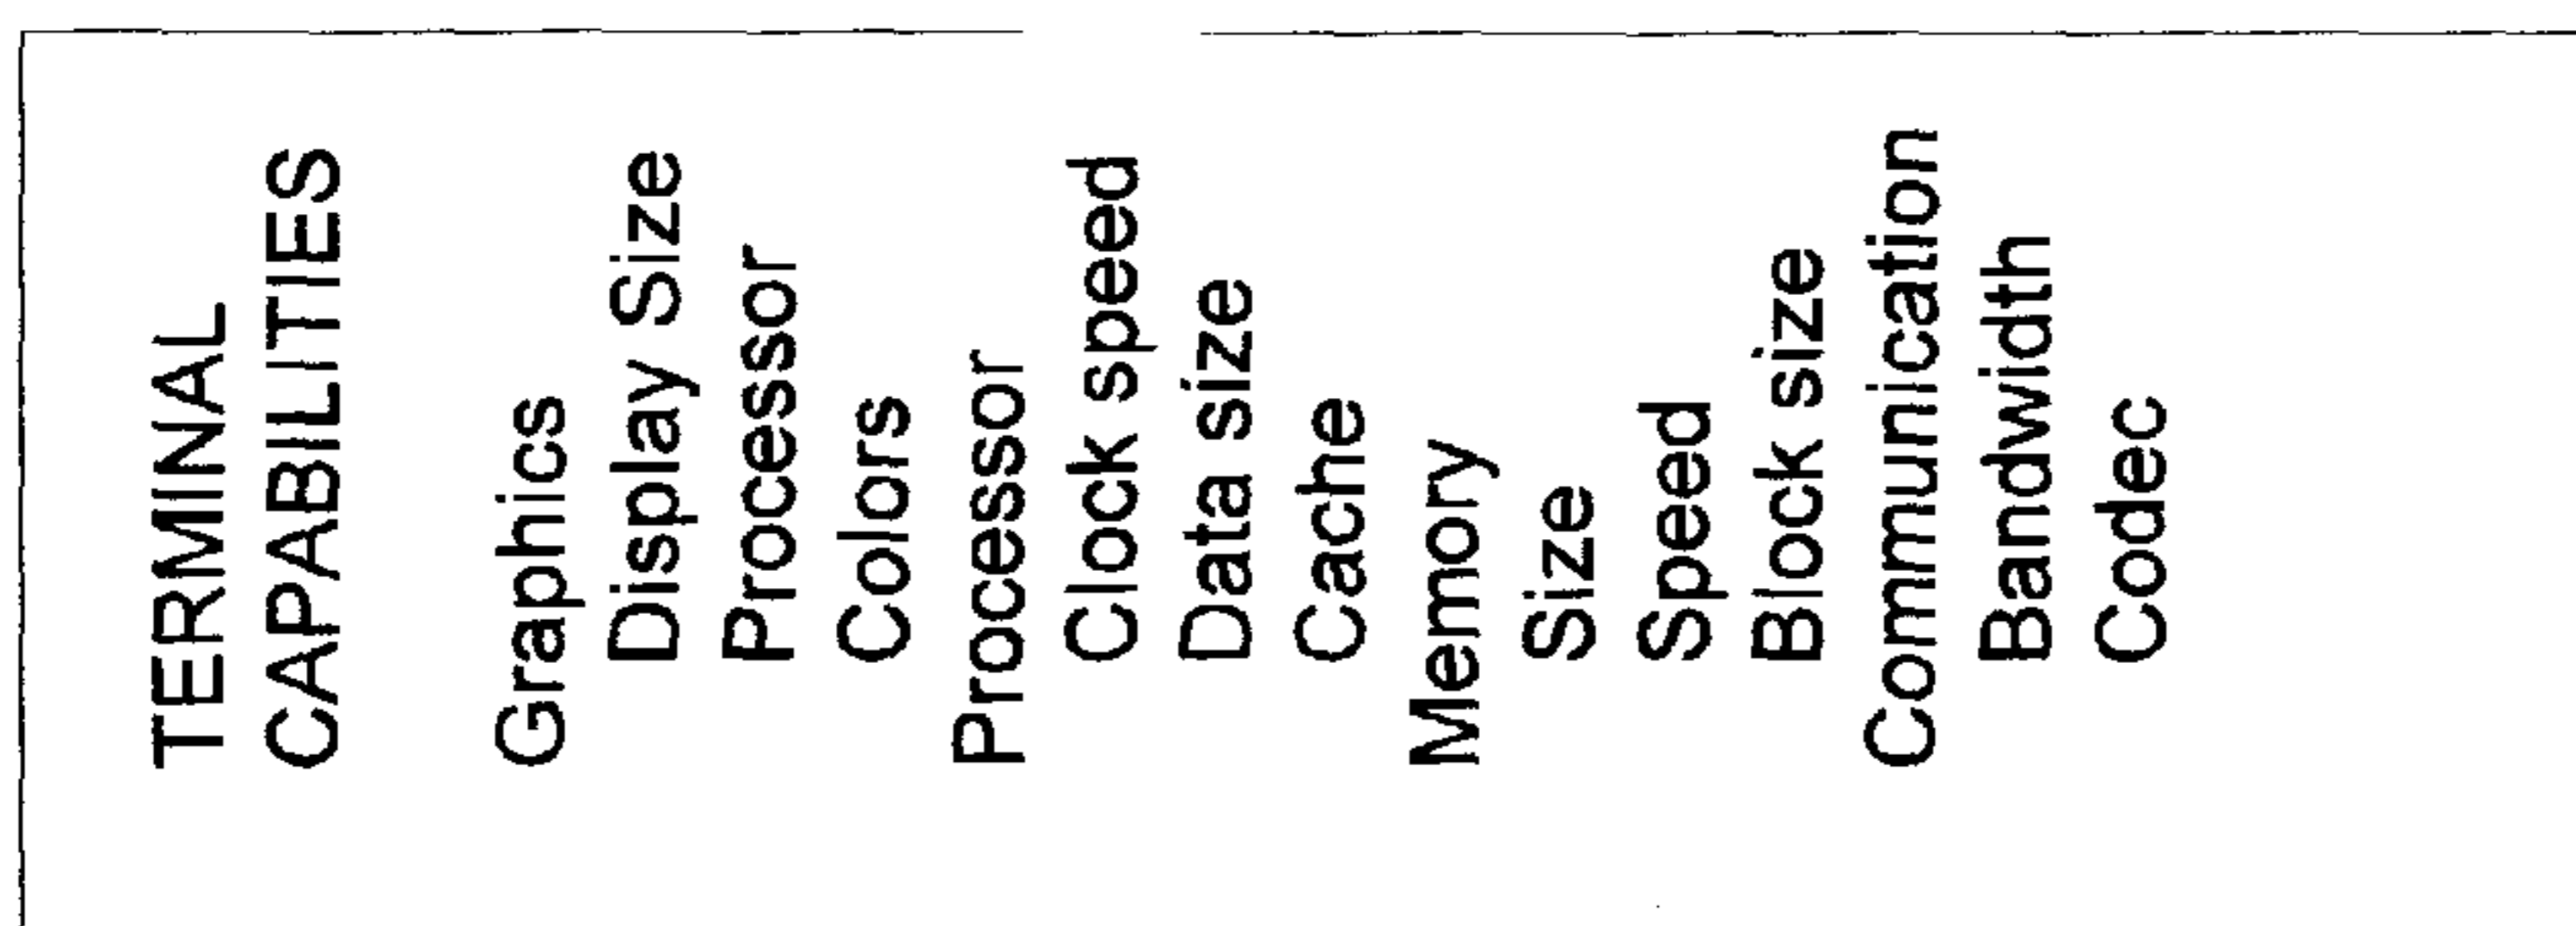 TERMINAL
CAPABILITIES
Graphics
Display Size
Processor
Colors
Processor
Clock speed
Data size
Cache
Memory
Size
Speed
Block size
Communication
Bandwidth
Codec